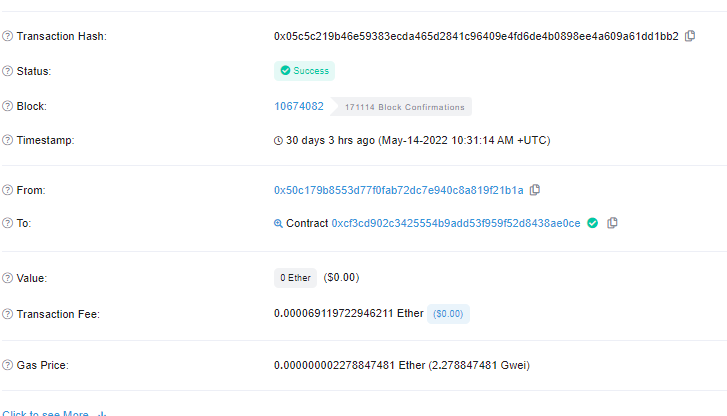 Transaction Hash: 0x05c5c219b46e59383ecda465d2841c96409e4fd6de4b0898ee4a609a61dd1bb2
Status: Success
Block: 10674082 171114 Block Confirmations
Timestamp: 30 days 3 hrs ago (May-14-2022 10:31:14 AM +UTC)
From: 0x50c179b8553d77f0fab72dc7e940c8a819f21b1a
To: Contract 0xcf3cd902c3425554b9add53f959f52d8438ae0ce
Value: 0 Ether ($0.00)
Transaction Fee: 0.000069119722946211 Ether ($0.00)
Gas Price: 0.000000002278847481 Ether (2.278847481 Gwei)
Click to see More